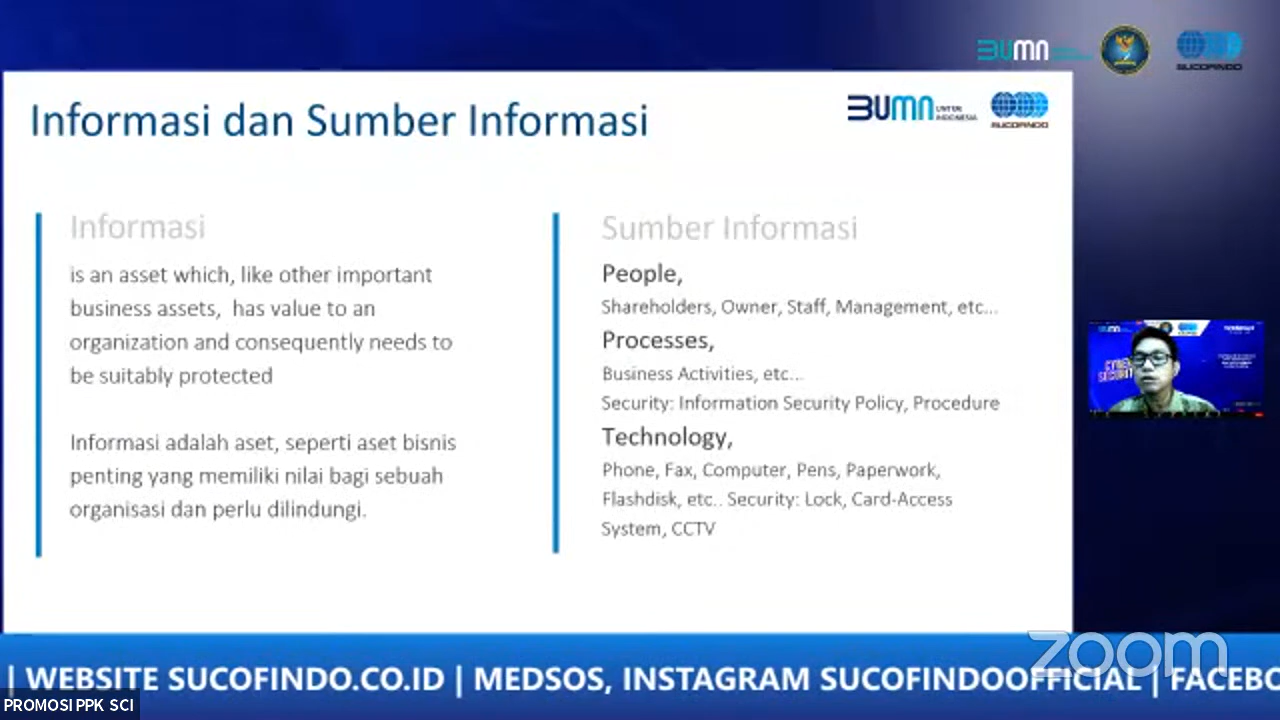 BUMN
SUCOFINDO
Informasi dan Sumber Informasi
BUMN UNTUK INDONESIA
SUCOFINDO
Informasi
is an asset which, like other important
business assets, has value to an
organization and consequently needs to
be suitably protected
Informasi adalah aset, seperti aset bisnis
penting yang memiliki nilai bagi sebuah
organisasi dan perlu dilindungi.
Sumber Informasi
People,
Shareholders, Owner, Staff, Management, etc...
Processes,
Business Activities, etc...
Security: Information Security Policy, Procedure
Technology,
Phone, Fax, Computer, Pens, Paperwork,
Flashdisk, etc.. Security: Lock, Card-Access
System, CCTV
zoom
| WEBSITE SUCOFINDO.CO.ID | MEDSOS, INSTAGRAM SUCOFINDOOFFICIAL | FACEBO
PROMOSI PPK SCI